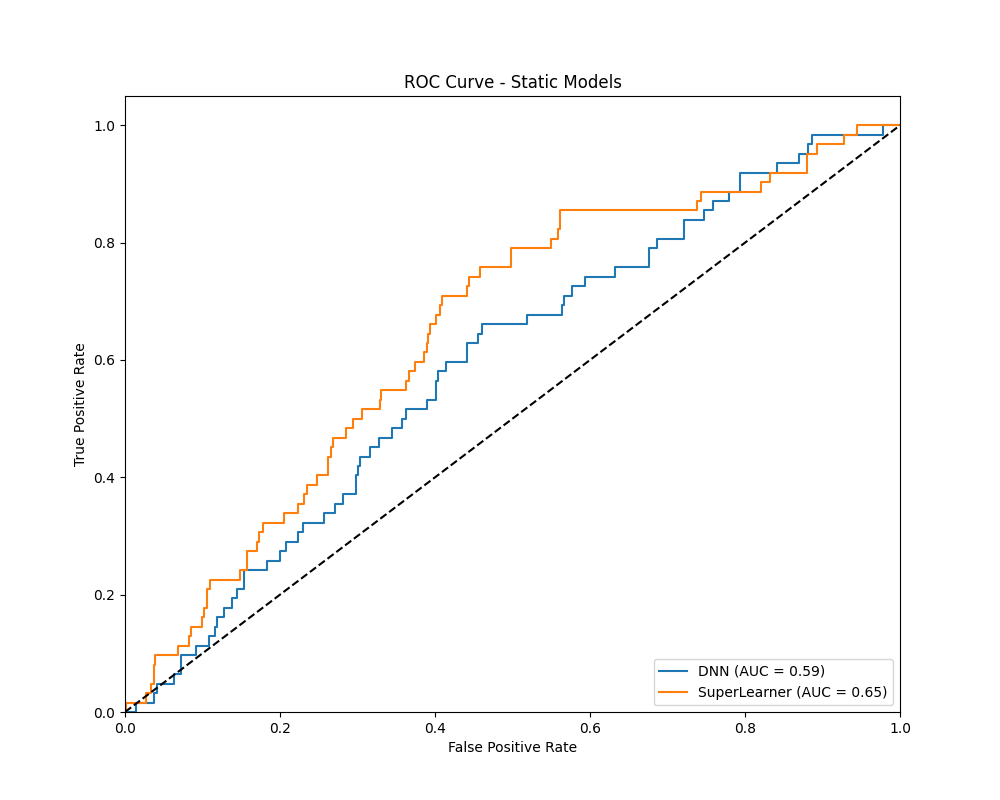 ROC Curve - Static Models
1.0
0.8
0.6
0.4
0.2
0.0
True Positive Rate
DNN (AUC = 0.59)
SuperLearner (AUC = 0.65)
0.0 0.2 0.4 0.6 0.8 1.0
False Positive Rate